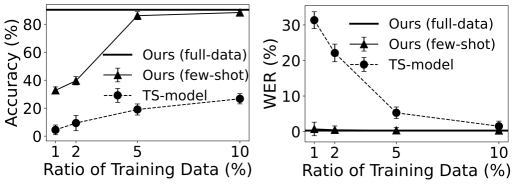 Accuracy (%)
80
60
40
20
0
Ours (full-data)
Ours (few-shot)
TS-model
1 2 5 10
Ratio of Training Data (%)
WER (%)
30
20
10
0
Ours (full-data)
Ours (few-shot)
TS-model
1 2 5 10
Ratio of Training Data (%)